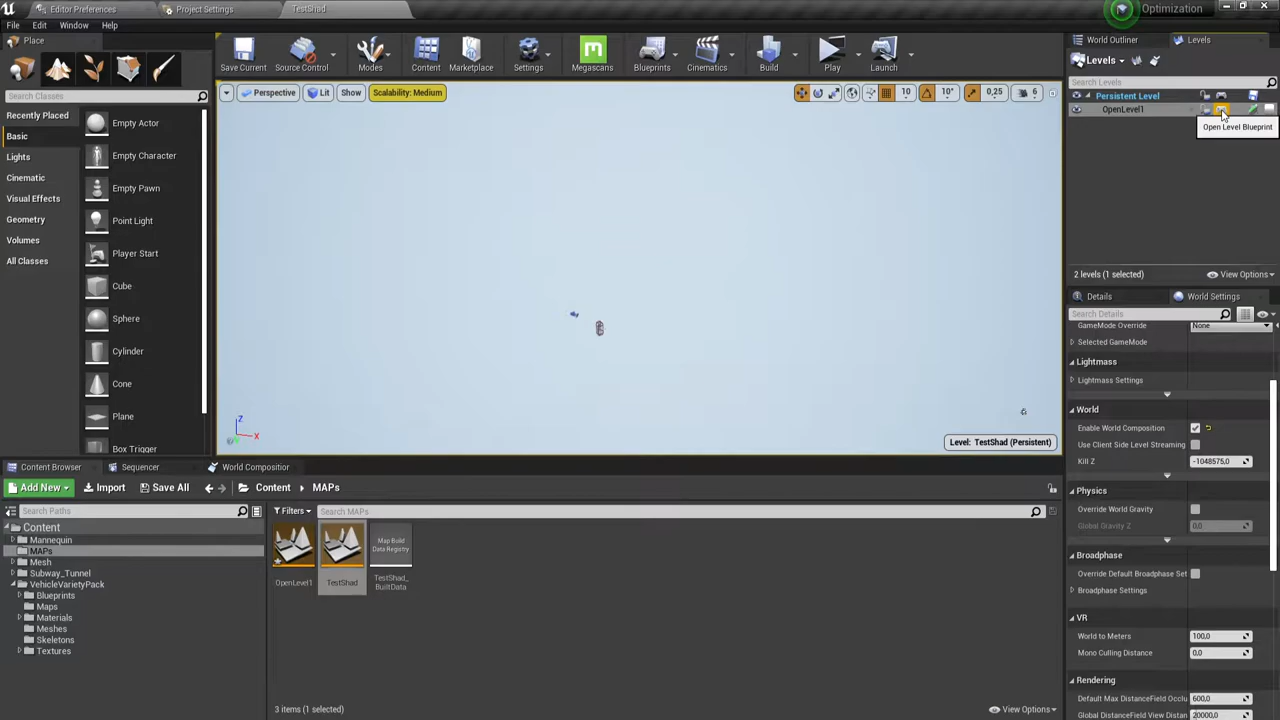 Editor Preferences
Project Settings
TestShad
Optimization
File Edit Window Help
Place
Search Classes
Recently Placed
Basic
Lights
Cinematic
Visual Effects
Geometry
Volumes
All Classes
Empty Actor
Empty Character
Empty Pawn
Point Light
Player Start
Cube
Sphere
Cylinder
Cone
Plane
Box Trigger
Save Current
Source Control
Modes
Content
Marketplace
Settings
Megascans
Blueprints
Cinematics
Build
Play
Launch
Perspective
Lit
Show
Scalability: Medium
10
10°
0,25
6
Z
X
Level: TestShad (Persistent)
World Outliner
Levels
Levels
Search Levels
Persistent Level
OpenLevel1
Open Level Blueprint
2 levels (1 selected)
View Options
Details
World Settings
Search Details
GameMode Override
None
Selected GameMode
Lightmass
Lightmass Settings
World
Enable World Composition
Use Client Side Level Streaming
Kill Z
-1048575,0
Physics
Override World Gravity
Global Gravity Z
0,0
Broadphase
Override Default Broadphase Set
Broadphase Settings
VR
World to Meters
100,0
Mono Culling Distance
0,0
Rendering
Default Max DistanceField Occlu
600,0
Global DistanceField View Distan
20000,0
Content Browser
Sequencer
World Compositior
Add New
Import
Save All
Content
MAPs
Search Paths
Filters
Search MAPs
Content
Mannequin
MAPs
Mesh
Subway_Tunnel
VehicleVarietyPack
Blueprints
Maps
Materials
Meshes
Skeletons
Textures
OpenLevel1
TestShad
Map Build
Data Registry
TestShad_
BuiltData
3 items (1 selected)
View Options